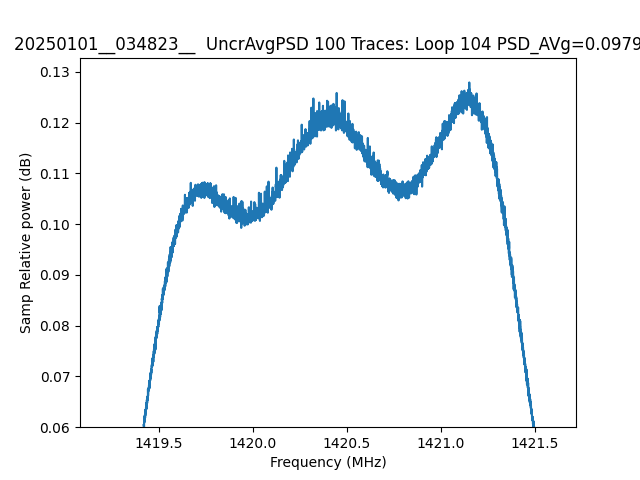 20250101__034823__ UncrAvgPSD 100 Traces: Loop 104 PSD_AVg=0.0979
0.13
0.12
0.11
0.10
0.09
0.08
0.07
0.06
Samp Relative power (dB)
1419.5 1420.0 1420.5 1421.0 1421.5
Frequency (MHz)